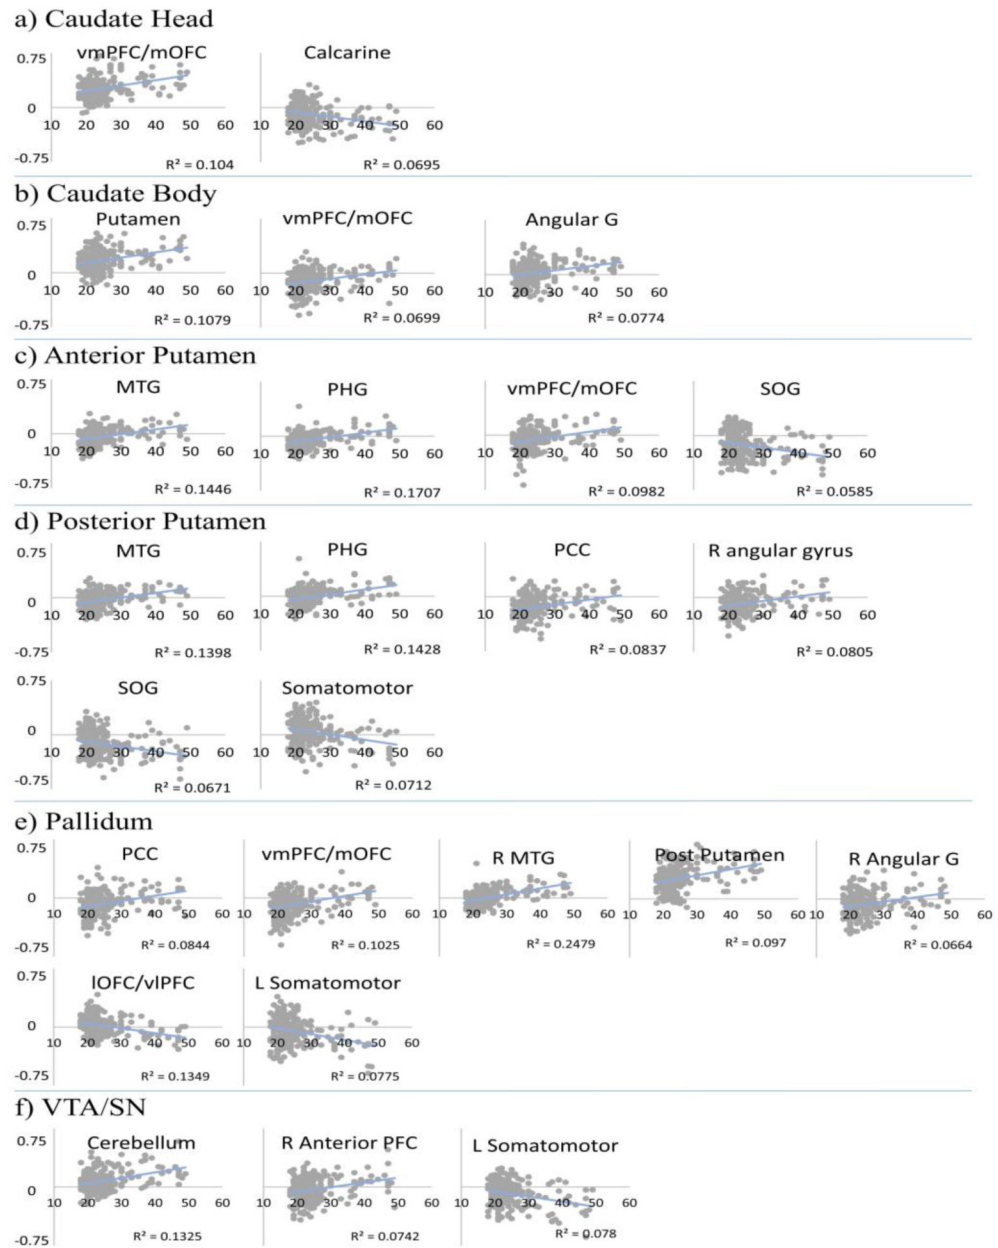 a) Caudate Head
vmPFC/mOFC Calcarine
0.75
0
10 20 30 40 50 60 10 20 30 40 50 60
-0.75
R² = 0.104 R² = 0.0695
b) Caudate Body
Putamen vmPFC/mOFC Angular G
0.75
0
10 20 30 40 50 60 10 20 30 40 50 60 10 20 30 40 50 60
R² = 0.1079 R² = 0.0699 R² = 0.0774
-0.75
c) Anterior Putamen
MTG PHG vmPFC/mOFC SOG
0.75
0
10 20 30 40 50 60 10 20 30 40 50 60 10 20 30 40 50 60 10 20 30 40 50 60
-0.75
R² = 0.1446 R² = 0.1707 R² = 0.0982 R² = 0.0585
d) Posterior Putamen
MTG PHG PCC R angular gyrus
0.75
0
10 20 30 40 50 60 10 20 30 40 50 60 10 20 30 40 50 60 10 20 30 40 50 60
-0.75
R² = 0.1398 R² = 0.1428 R² = 0.0837 R² = 0.0805
SOG Somatomotor
0.75
0
10 20 30 40 50 60 10 20 30 40 50 60
-0.75
R² = 0.0671 R² = 0.0712
e) Pallidum
PCC vmPFC/mOFC R MTG Post Putamen R Angular G
0.75
0
10 20 30 40 50 60 10 20 30 40 50 60 10 20 30 40 50 60 10 20 30 40 50 60 10 20 30 40 50 60
-0.75
R² = 0.0844 R² = 0.1025 R² = 0.2479 R² = 0.097 R² = 0.0664
lOFC/vlPFC L Somatomotor
0.75
0
10 20 30 40 50 60 10 20 30 40 50 60
-0.75
R² = 0.1349 R² = 0.0775
f) VTA/SN
Cerebellum R Anterior PFC L Somatomotor
0.75
0
10 20 30 40 50 60 10 20 30 40 50 60 10 20 30 40 50 60
-0.75
R² = 0.1325 R² = 0.0742 R² = 0.078